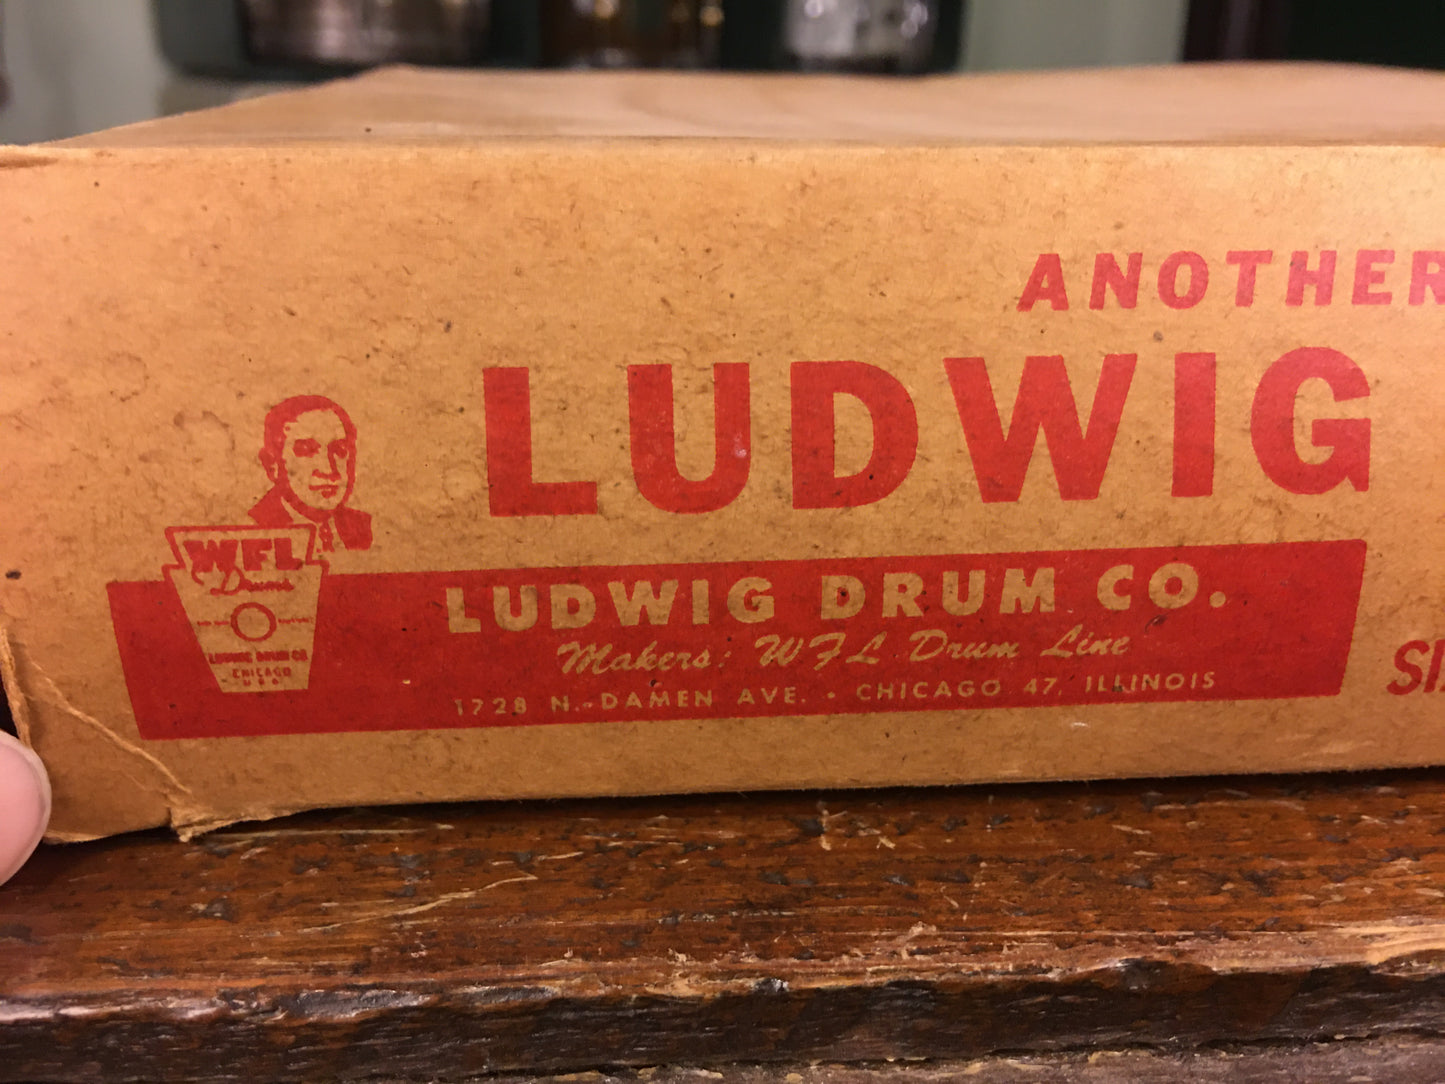 ANOTHER
LUDWIG
WFL
Drums
LUDWIG DRUM CO
CHICAGO
U.S.A.
LUDWIG DRUM CO.
Makers: WFL Drum Line
1728 N. DAMEN AVE. • CHICAGO 47, ILLINOIS